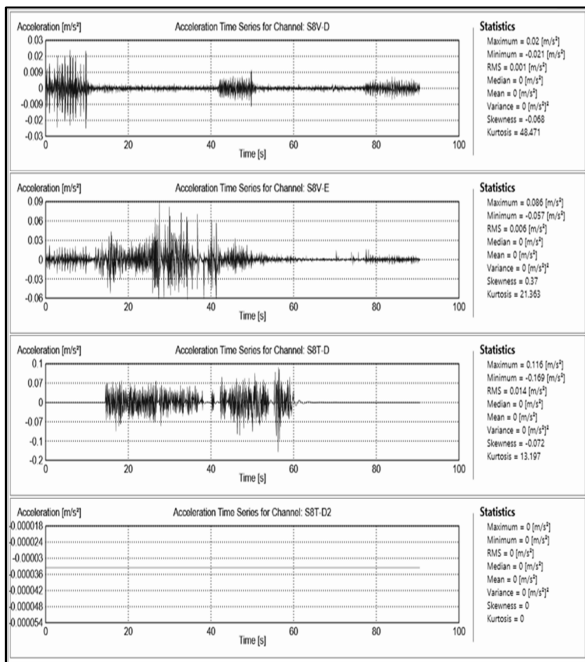 Acceleration [m/s²] Acceleration Time Series for Channel: S8V-D
0.03
0.02
0.009
0
-0.009
-0.02
-0.03
0 20 40 60 80 100
Time [s]
Statistics
Maximum = 0.02 [m/s²]
Minimum = -0.021 [m/s²]
RMS = 0.001 [m/s²]
Median = 0 [m/s²]
Mean = 0 [m/s²]
Variance = 0 [m/s²]²
Skewness = -0.068
Kurtosis = 48.471
Acceleration [m/s²] Acceleration Time Series for Channel: S8V-E
0.09
0.06
0.03
0
-0.03
-0.06
0 20 40 60 80 100
Time [s]
Statistics
Maximum = 0.086 [m/s²]
Minimum = -0.057 [m/s²]
RMS = 0.006 [m/s²]
Median = 0 [m/s²]
Mean = 0 [m/s²]
Variance = 0 [m/s²]²
Skewness = 0.37
Kurtosis = 21.363
Acceleration [m/s²] Acceleration Time Series for Channel: S8T-D
0.1
0.07
0
-0.07
-0.1
-0.2
0 20 40 60 80 100
Time [s]
Statistics
Maximum = 0.116 [m/s²]
Minimum = -0.169 [m/s²]
RMS = 0.014 [m/s²]
Median = 0 [m/s²]
Mean = 0 [m/s²]
Variance = 0 [m/s²]²
Skewness = -0.072
Kurtosis = 13.197
Acceleration [m/s²] Acceleration Time Series for Channel: S8T-D2
-0.000018
-0.000024
-0.00003
-0.000036
-0.000042
-0.000048
-0.000054
0 20 40 60 80 100
Time [s]
Statistics
Maximum = 0 [m/s²]
Minimum = 0 [m/s²]
RMS = 0 [m/s²]
Median = 0 [m/s²]
Mean = 0 [m/s²]
Variance = 0 [m/s²]²
Skewness = 0
Kurtosis = 0